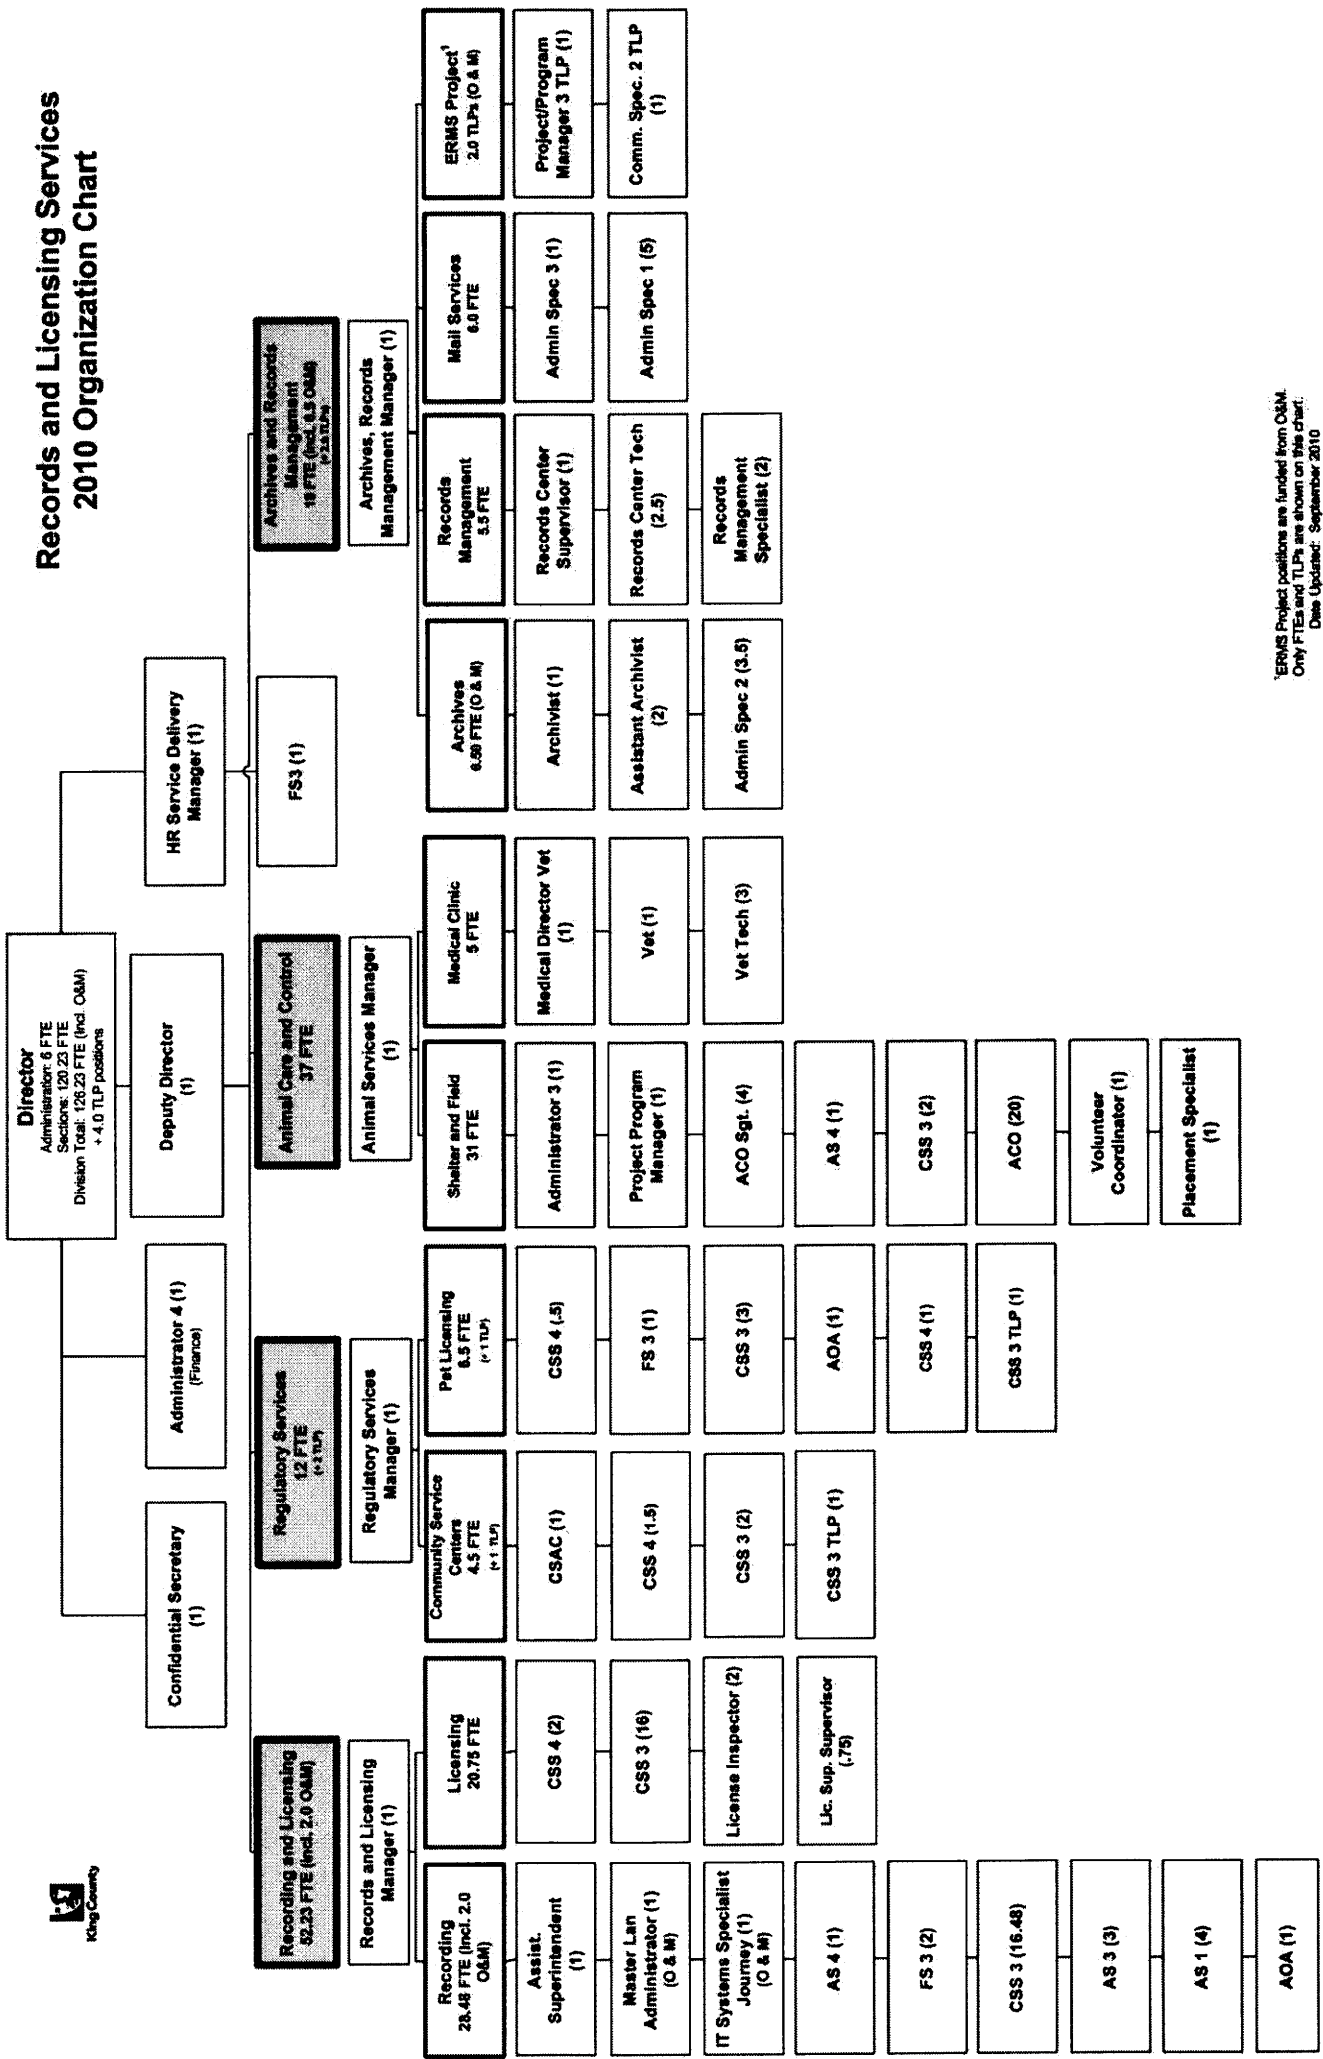 King County
Records and Licensing Services
2010 Organization Chart
Director
Administration: 6 FTE
Sections: 120.23 FTE
Division Total: 126.23 FTE (Incl. O&M)
+ 4.0 TLP positions
Confidential Secretary
(1)
Administrator 4 (1)
(Finance)
Deputy Director
(1)
HR Service Delivery
Manager (1)
FS3 (1)
Recording and Licensing
52.23 FTE (Incl. 2.0 O&M)
Records and Licensing
Manager (1)
Recording
28.48 FTE (Incl. 2.0
O&M)
Assist.
Superintendent
(1)
Master Lan
Administrator (1)
(O & M)
IT Systems Specialist
Journey (1)
(O & M)
AS 4 (1)
FS 3 (2)
CSS 3 (16.48)
AS 3 (3)
AS 1 (4)
AOA (1)
Licensing
20.75 FTE
CSS 4 (2)
CSS 3 (16)
License Inspector (2)
Lic. Sup. Supervisor
(.75)
Regulatory Services
12 FTE
(+ 2 TLP)
Regulatory Services
Manager (1)
Community Service
Centers
4.5 FTE
(+ 1 TLP)
CSAC (1)
CSS 4 (1.5)
CSS 3 (2)
CSS 3 TLP (1)
Pet Licensing
6.5 FTE
(+ 1 TLP)
CSS 4 (.5)
FS 3 (1)
CSS 3 (3)
AOA (1)
CSS 4 (1)
CSS 3 TLP (1)
Animal Care and Control
37 FTE
Animal Services Manager
(1)
Shelter and Field
31 FTE
Administrator 3 (1)
Project Program
Manager (1)
ACO Sgt. (4)
AS 4 (1)
CSS 3 (2)
ACO (20)
Volunteer
Coordinator (1)
Placement Specialist
(1)
Medical Clinic
5 FTE
Medical Director Vet
(1)
Vet (1)
Vet Tech (3)
Archives and Records
Management
19 FTE (Incl. 6.5 O&M)
(+ 2.0 TLPs)
Archives, Records
Management Manager (1)
Archives
6.50 FTE (O & M)
Archivist (1)
Assistant Archivist
(2)
Admin Spec 2 (3.5)
Records
Management
5.5 FTE
Records Center
Supervisor (1)
Records Center Tech
(2.5)
Records
Management
Specialist (2)
Mail Services
6.0 FTE
Admin Spec 3 (1)
Admin Spec 1 (5)
ERMS Project¹
2.0 TLPs (O & M)
Project/Program
Manager 3 TLP (1)
Comm. Spec. 2 TLP
(1)
¹ERMS Project positions are funded from O&M.
Only FTEs and TLPs are shown on this chart.
Date Updated: September 2010